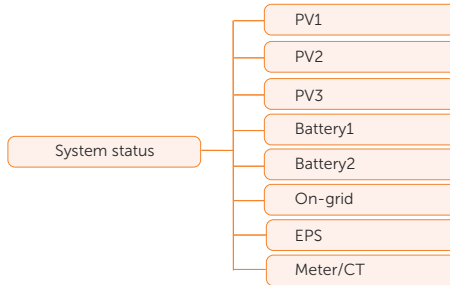 System status
PV1
PV2
PV3
Battery1
Battery2
On-grid
EPS
Meter/CT